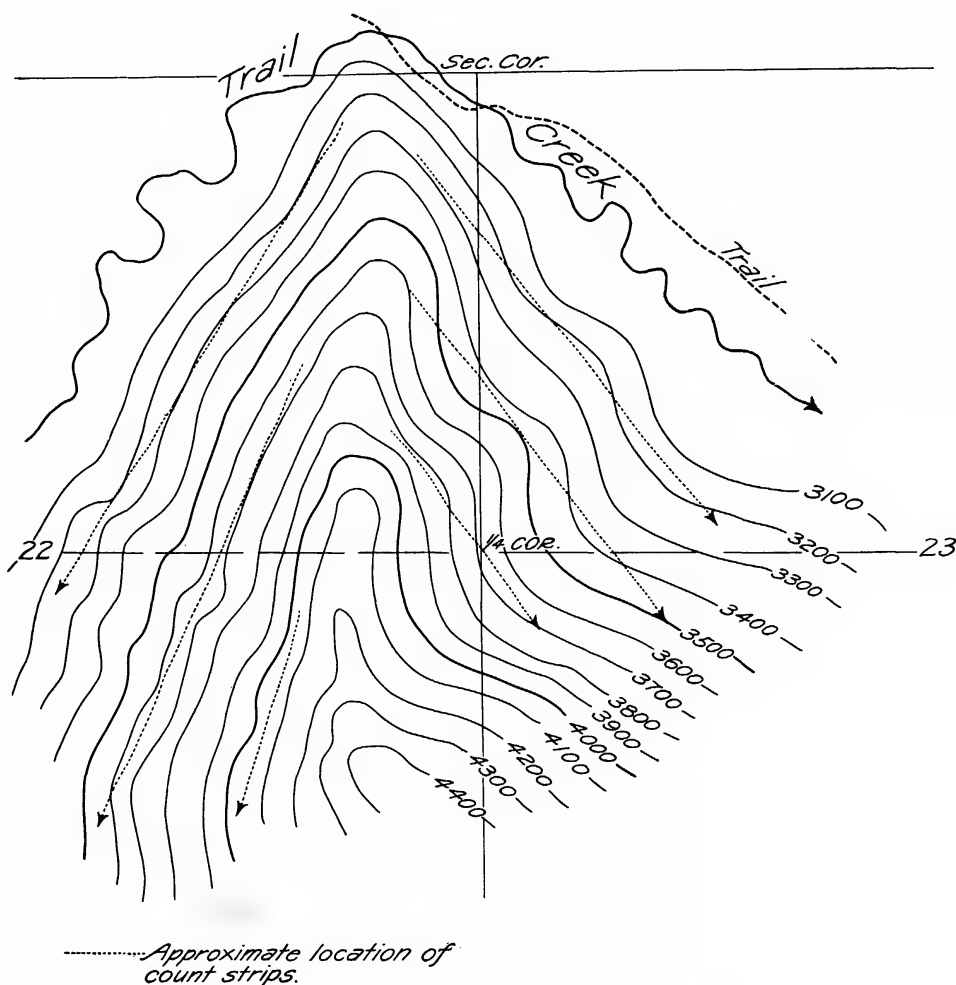 Trail
Sec. Cor.
Creek
Trail
3100
22
1/4 COR.
23
3200
3300
3400
3500
3600
3700
3800
3900
4000
4100
4200
4300
4400
Approximate location of
count strips.